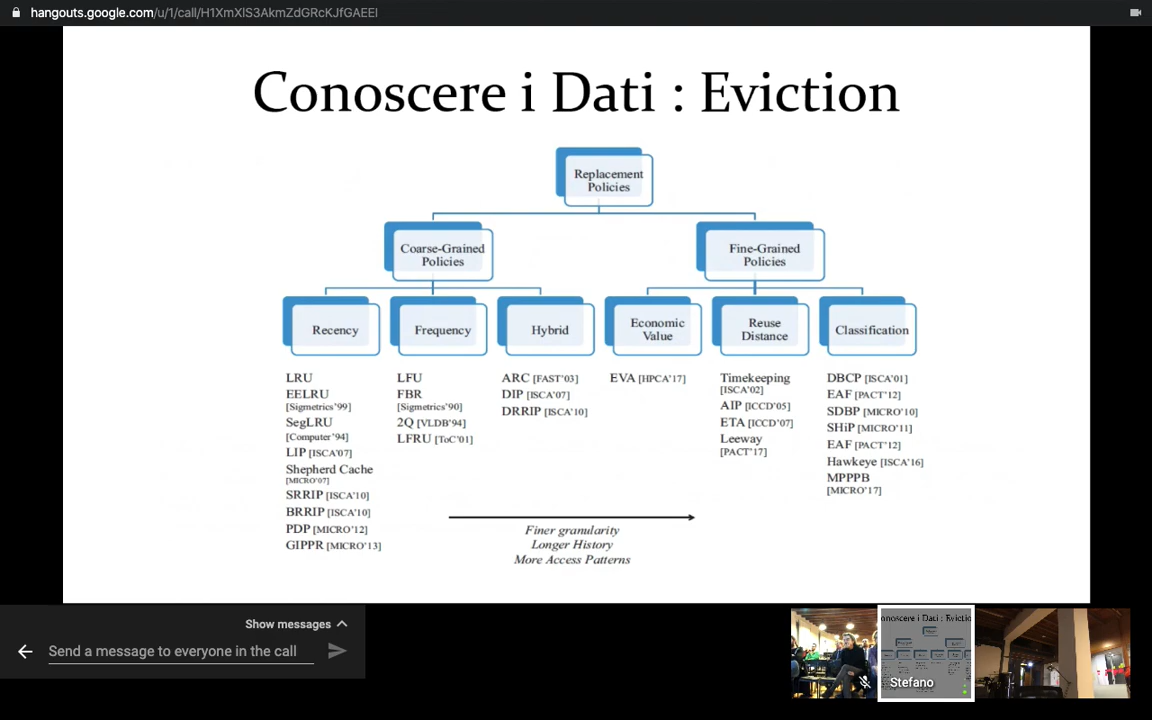 hangouts.google.com/u/1/call/H1XmXlS3AkmZdGRcKJfGAEEI
Conoscere i Dati : Eviction
Replacement
Policies
Coarse-Grained
Policies
Fine-Grained
Policies
Recency
Frequency
Hybrid
Economic
Value
Reuse
Distance
Classification
LRU
EELRU
[Sigmetrics'99]
SegLRU
[Computer'94]
LIP [ISCA'07]
Shepherd Cache
[MICRO'07]
SRRIP [ISCA'10]
BRRIP [ISCA'10]
PDP [MICRO'12]
GIPPR [MICRO'13]
LFU
FBR
[Sigmetrics'90]
2Q [VLDB'94]
LFRU [ToC'01]
ARC [FAST'03]
DIP [ISCA'07]
DRRIP [ISCA'10]
EVA [HPCA'17]
Timekeeping
[ISCA'02]
AIP [ICCD'05]
ETA [ICCD'07]
Leeway
[PACT'17]
DBCP [ISCA'01]
EAF [PACT'12]
SDBP [MICRO'10]
SHiP [MICRO'11]
EAF [PACT'12]
Hawkeye [ISCA'16]
MPPPB
[MICRO'17]
Finer granularity
Longer History
More Access Patterns
Show messages
Send a message to everyone in the call
onoscere i Dati : Evictio
Stefano